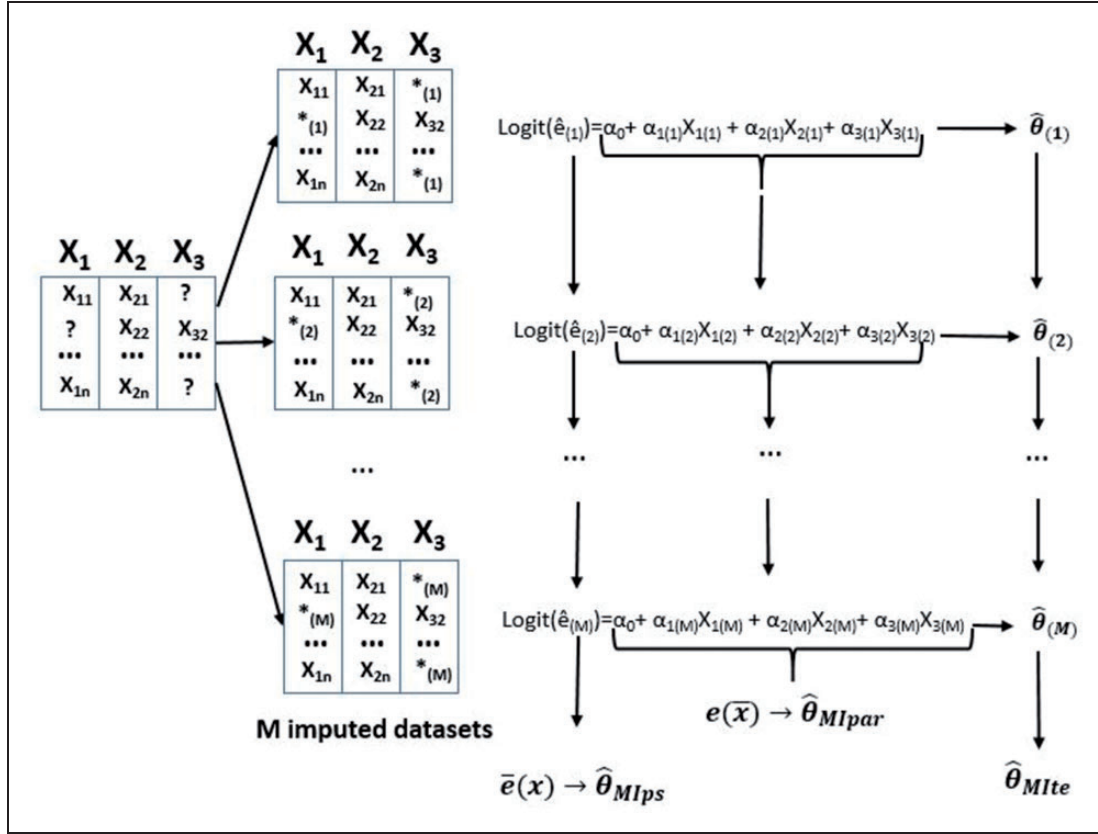 X₁ X₂ X₃
X₁₁ X₂₁ ?
? X₂₂ X₃₂
... ... ...
X₁ₙ X₂ₙ ?
X₁ X₂ X₃
X₁₁ X₂₁ *₍₁₎
*₍₁₎ X₂₂ X₃₂
... ... ...
X₁ₙ X₂ₙ *₍₁₎
X₁ X₂ X₃
X₁₁ X₂₁ *₍₂₎
*₍₂₎ X₂₂ X₃₂
... ... ...
X₁ₙ X₂ₙ *₍₂₎
...
X₁ X₂ X₃
X₁₁ X₂₁ *(M)
*(M) X₂₂ X₃₂
... ... ...
X₁ₙ X₂ₙ *(M)
M imputed datasets
Logit(ê₍₁₎)=α₀+ α₁₍₁₎X₁₍₁₎ + α₂₍₁₎X₂₍₁₎+ α₃₍₁₎X₃₍₁₎ θ̂₍₁₎
Logit(ê₍₂₎)=α₀+ α₁₍₂₎X₁₍₂₎ + α₂₍₂₎X₂₍₂₎+ α₃₍₂₎X₃₍₂₎ θ̂₍₂₎
... ... ...
Logit(ê(M))=α₀+ α₁(M)X₁(M) + α₂(M)X₂(M)+ α₃(M)X₃(M) θ̂(M)
e(x̅) → θ̂MIpar
e̅(x) → θ̂MIps
θ̂MIte